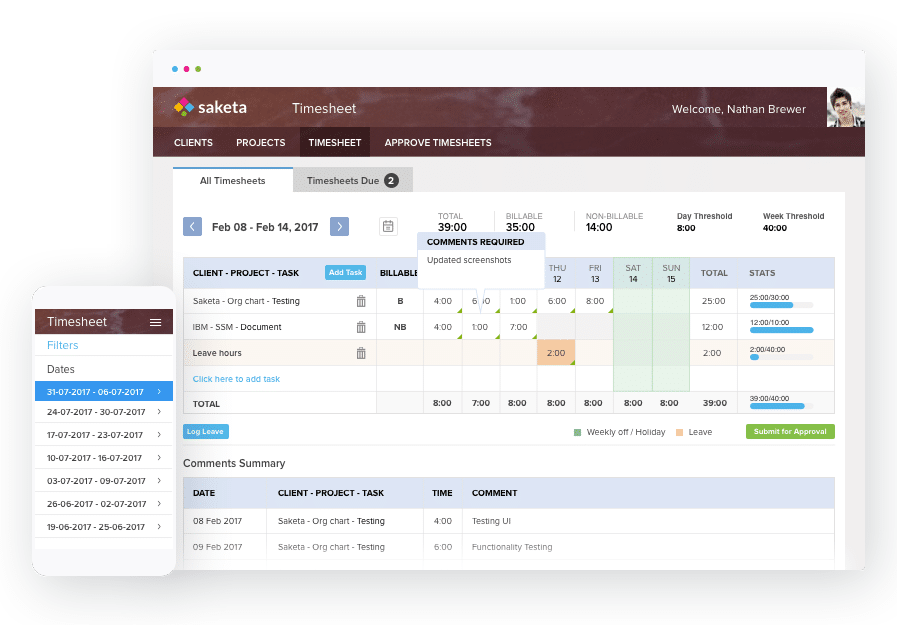 saketa
Timesheet
Welcome, Nathan Brewer
CLIENTS PROJECTS TIMESHEET APPROVE TIMESHEETS
All Timesheets Timesheets Due 2
Feb 08 - Feb 14, 2017
TOTAL BILLABLE NON-BILLABLE Day Threshold Week Threshold
39:00 35:00 14:00 8:00 40:00
COMMENTS REQUIRED
Updated screenshots
CLIENT - PROJECT - TASK Add Task BILLABLE THU 12 FRI 13 SAT 14 SUN 15 TOTAL STATS
Saketa - Org chart - Testing B 4:00 1:00 6:00 8:00 25:00 25:00/30:00
IBM - SSM - Document NB 4:00 1:00 7:00 12:00 12:00/10:00
Leave hours 2:00 2:00 2:00/40:00
Click here to add task
TOTAL 8:00 7:00 8:00 8:00 8:00 8:00 8:00 39:00 39:00/40:00
Log Leave Weekly off / Holiday Leave Submit for Approval
Comments Summary
DATE CLIENT - PROJECT - TASK TIME COMMENT
08 Feb 2017 Saketa - Org chart - Testing 4:00 Testing UI
09 Feb 2017 Saketa - Org chart - Testing 6:00 Functionality Testing
Timesheet
Filters
Dates
31-07-2017 - 06-07-2017
24-07-2017 - 30-07-2017
17-07-2017 - 23-07-2017
10-07-2017 - 16-07-2017
03-07-2017 - 09-07-2017
26-06-2017 - 02-07-2017
19-06-2017 - 25-06-2017